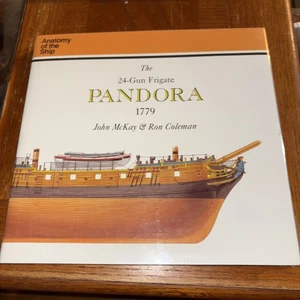 Anatomy
of the
Ship
The
24-Gun Frigate
PANDORA
1779
John McKay & Ron Coleman